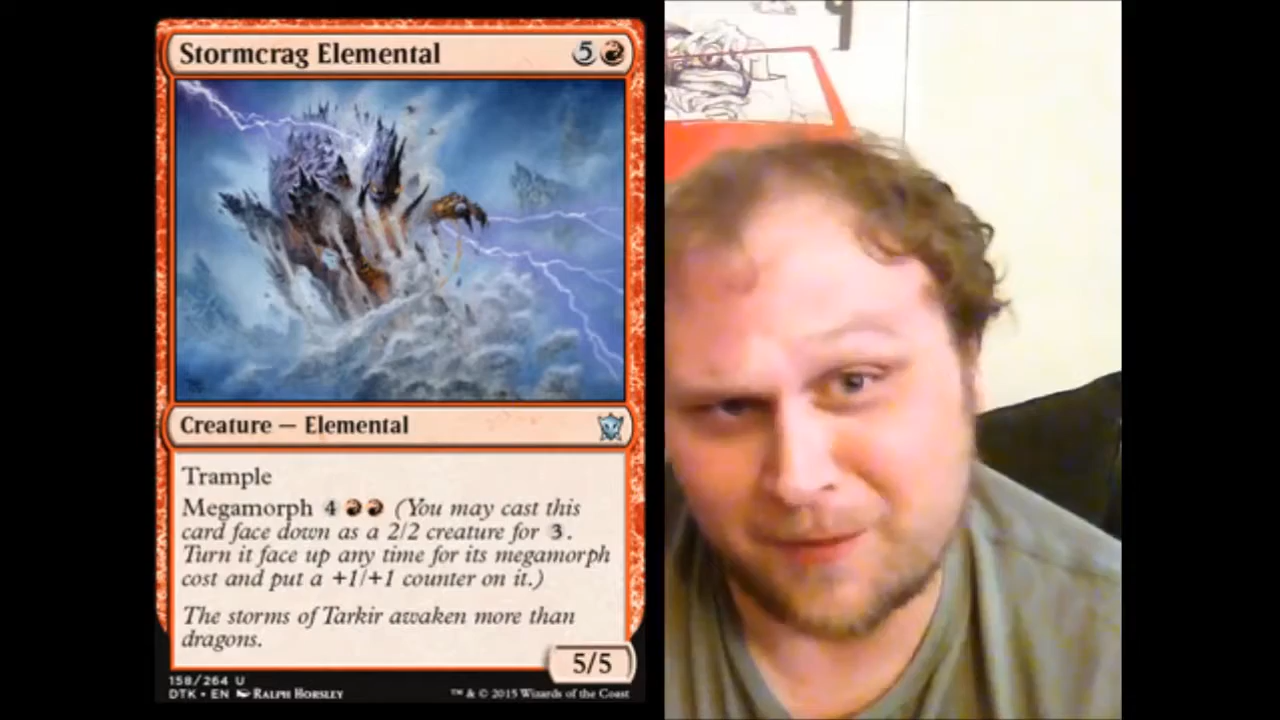 Stormcrag Elemental 5
Creature — Elemental
Trample
Megamorph 4 (You may cast this
card face down as a 2/2 creature for 3.
Turn it face up any time for its megamorph
cost and put a +1/+1 counter on it.)
The storms of Tarkir awaken more than
dragons.
5/5
158/264 U
DTK • EN RALPH HORSLEY
™ & © 2015 Wizards of the Coast